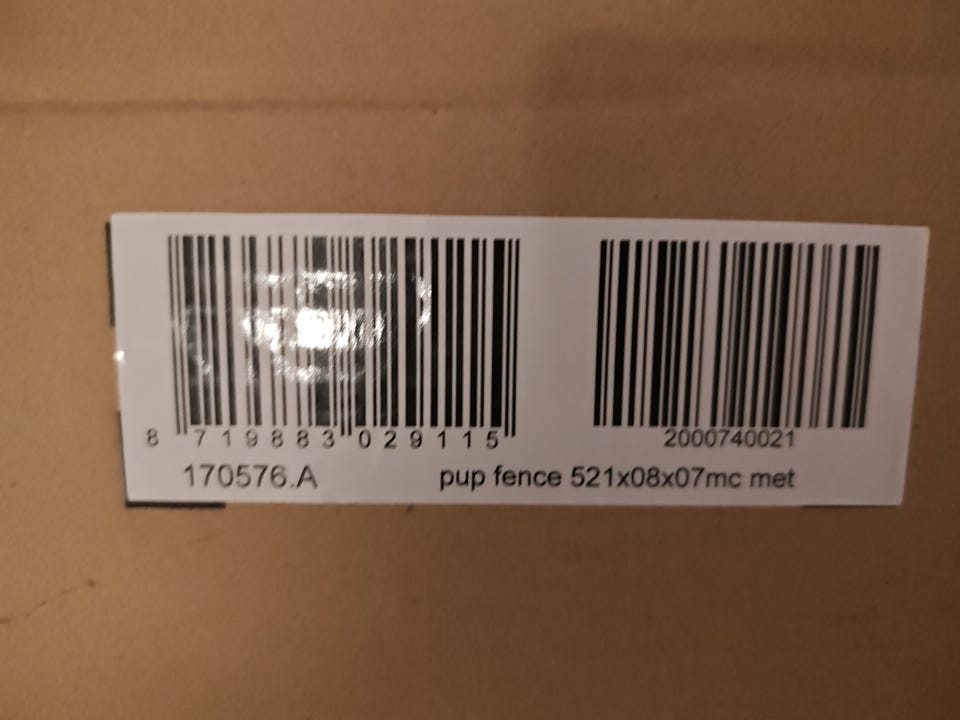 8 719883 029115
2000740021
170576.A
pup fence 521x08x07mc met